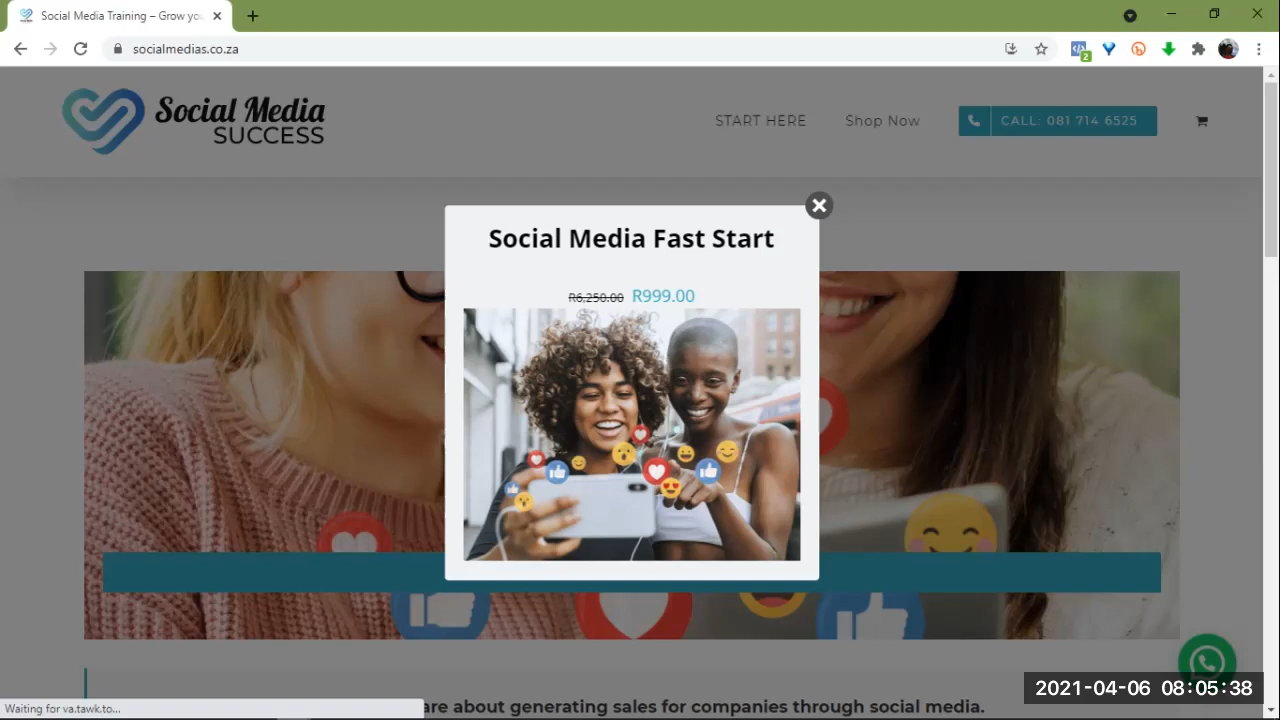 Social Media Training – Grow you
socialmedias.co.za
2
Social Media
SUCCESS
START HERE
Shop Now
CALL: 081 714 6525
Social Media Fast Start
R6,250.00 R999.00
are about generating sales for companies through social media.
Waiting for va.tawk.to...
2021-04-06 08:05:38